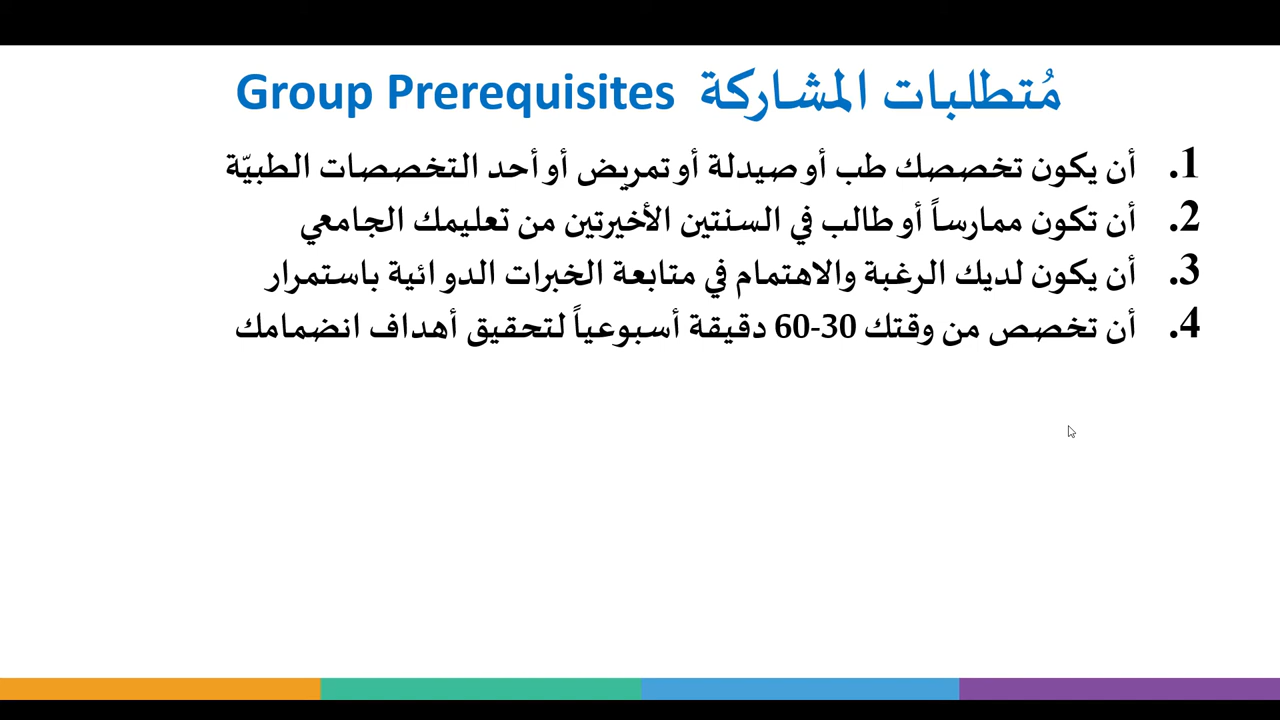 مُتطلبات المشاركة Group Prerequisites
1. أن يكون تخصصك طب أو صيدلة أو تمريض أو أحد التخصصات الطبيّة
2. أن تكون ممارساً أو طالب في السنتين الأخيرتين من تعليمك الجامعي
3. أن يكون لديك الرغبة والاهتمام في متابعة الخبرات الدوائية باستمرار
4. أن تخصص من وقتك 30-60 دقيقة أسبوعياً لتحقيق أهداف انضمامك